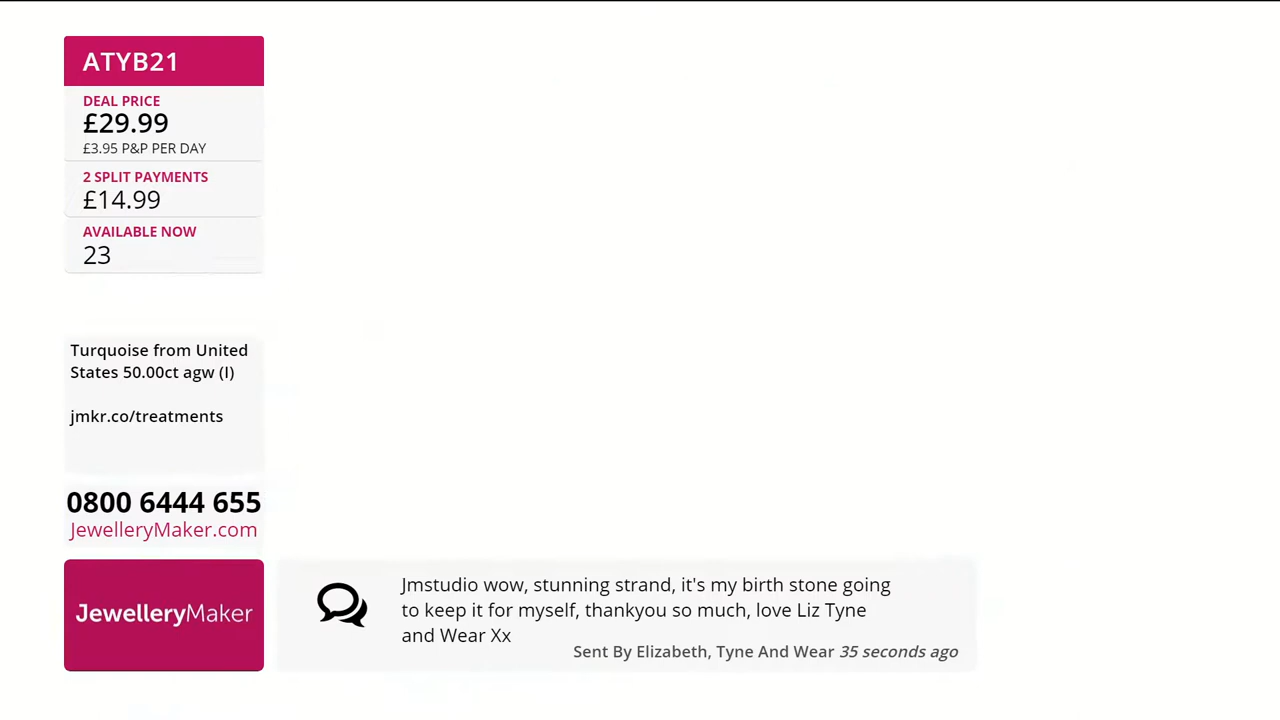 ATYB21
DEAL PRICE
£29.99
£3.95 P&P PER DAY
2 SPLIT PAYMENTS
£14.99
AVAILABLE NOW
23
Turquoise from United
States 50.00ct agw (I)
jmkr.co/treatments
0800 6444 655
JewelleryMaker.com
JewelleryMaker
Jmstudio wow, stunning strand, it's my birth stone going
to keep it for myself, thankyou so much, love Liz Tyne
and Wear Xx
Sent By Elizabeth, Tyne And Wear 35 seconds ago